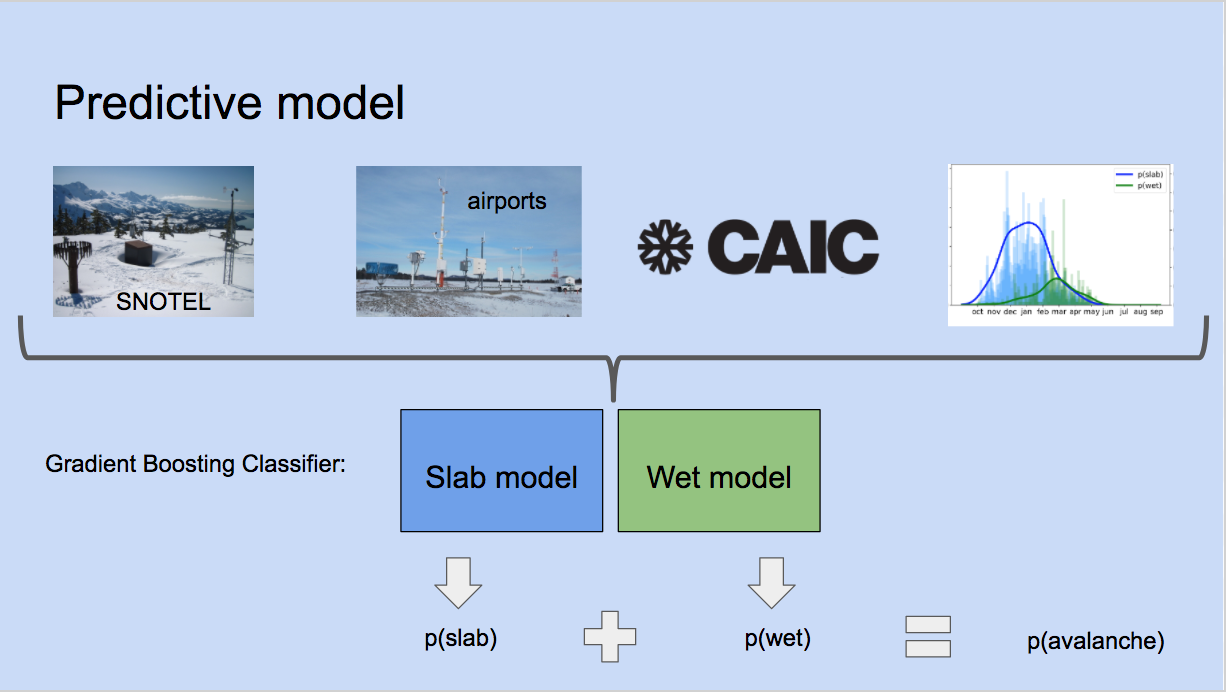 Predictive model
SNOTEL
airports
CAIC
p(slab)
p(wet)
oct nov dec jan feb mar apr may jun jul aug sep
Gradient Boosting Classifier:
Slab model
Wet model
p(slab)
p(wet)
p(avalanche)